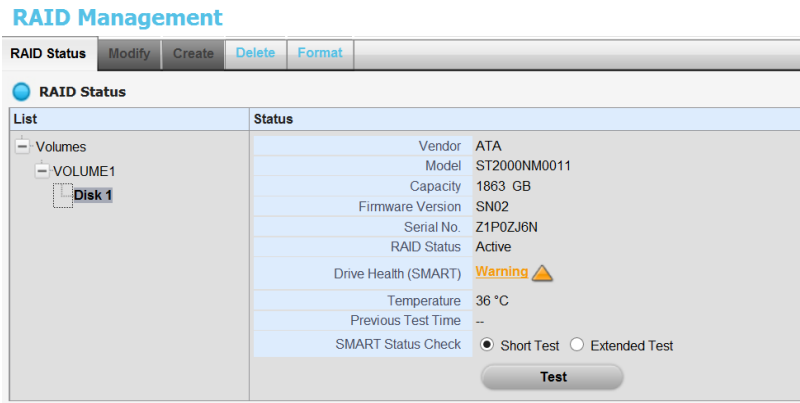 RAID Management
RAID Status Modify Create Delete Format
RAID Status
List Status
Volumes
VOLUME1
Disk 1
Vendor ATA
Model ST2000NM0011
Capacity 1863 GB
Firmware Version SN02
Serial No. Z1P0ZJ6N
RAID Status Active
Drive Health (SMART) Warning
Temperature 36 °C
Previous Test Time --
SMART Status Check Short Test Extended Test
Test